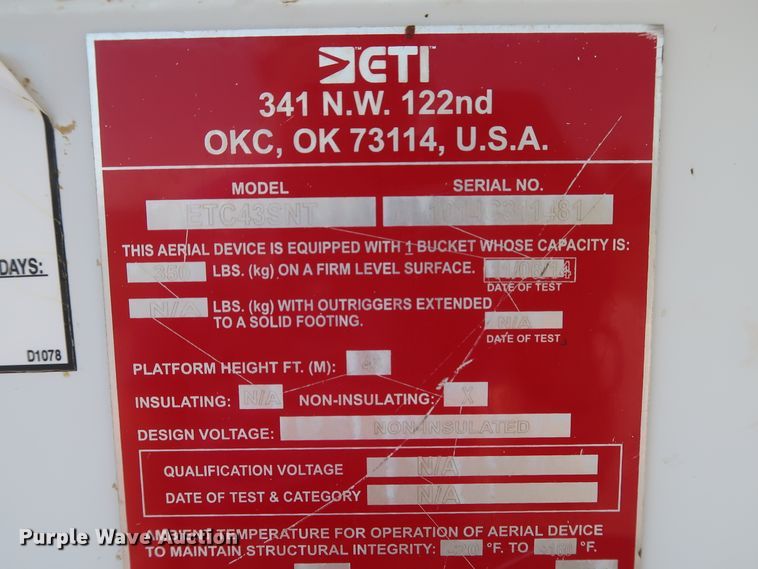 ETI
341 N.W. 122nd
OKC, OK 73114, U.S.A.
MODEL SERIAL NO.
ETC43SNT
THIS AERIAL DEVICE IS EQUIPPED WITH 1 BUCKET WHOSE CAPACITY IS:
350 LBS. (kg) ON A FIRM LEVEL SURFACE.
DATE OF TEST
N/A LBS. (kg) WITH OUTRIGGERS EXTENDED
TO A SOLID FOOTING. N/A
DATE OF TEST
PLATFORM HEIGHT FT. (M):
INSULATING: N/A NON-INSULATING: X
DESIGN VOLTAGE: NON-INSULATED
QUALIFICATION VOLTAGE N/A
DATE OF TEST & CATEGORY N/A
AMBIENT TEMPERATURE FOR OPERATION OF AERIAL DEVICE
TO MAINTAIN STRUCTURAL INTEGRITY: °F. TO °F.
DAYS:
D1078
Purple Wave Auction